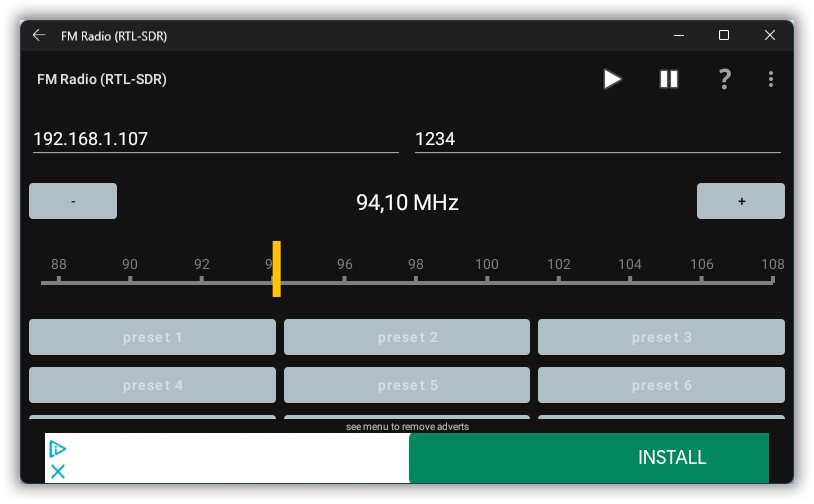 FM Radio (RTL-SDR)
FM Radio (RTL-SDR)
?
192.168.1.107 1234
- 94,10 MHz +
88 90 92 96 98 100 102 104 106 108
preset 1 preset 2 preset 3
preset 4 preset 5 preset 6
see menu to remove adverts
INSTALL